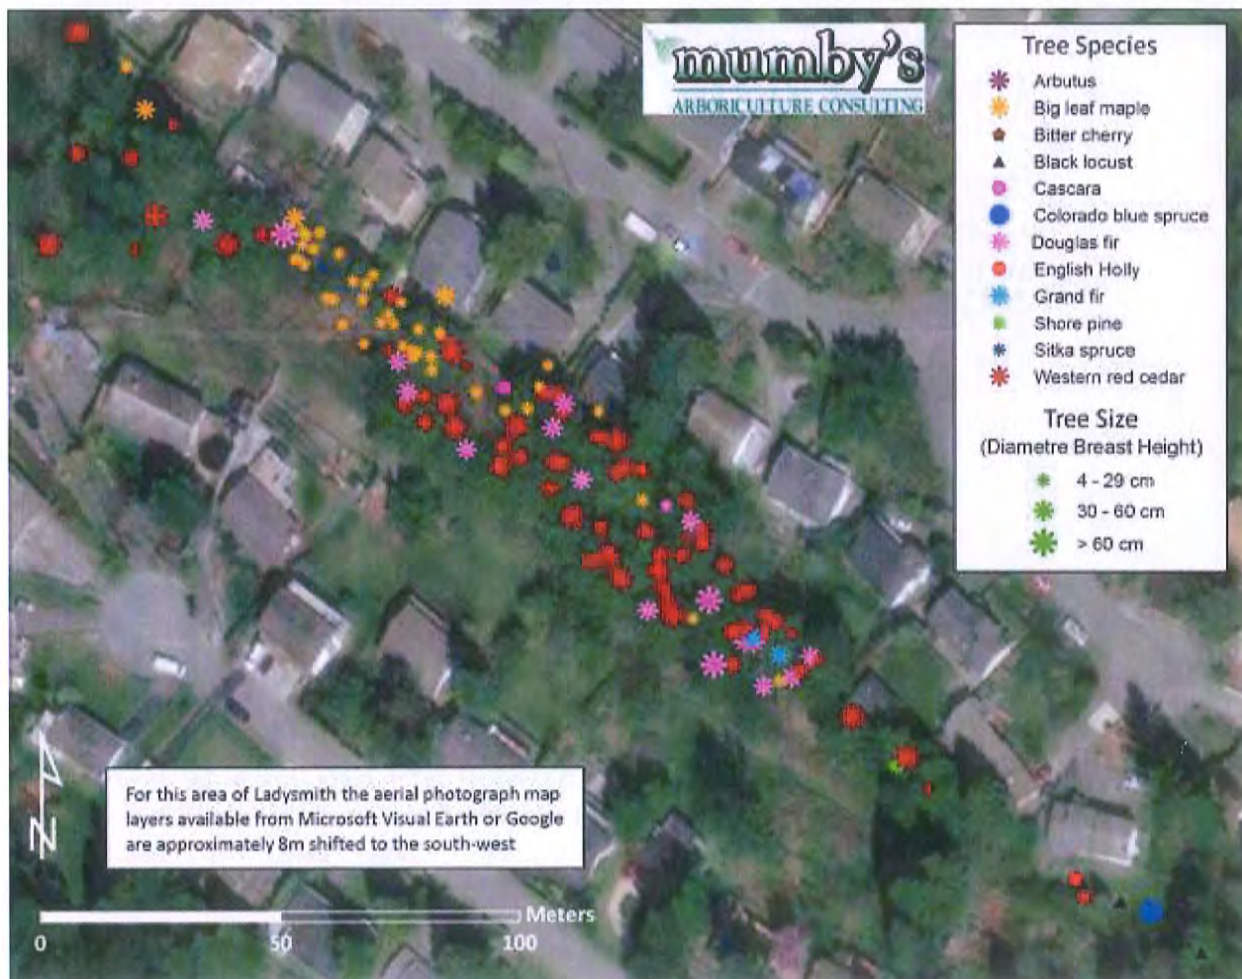 mumby's
ARBORICULTURE CONSULTING
Tree Species
Arbutus
Big leaf maple
Bitter cherry
Black locust
Cascara
Colorado blue spruce
Douglas fir
English Holly
Grand fir
Shore pine
Sitka spruce
Western red cedar
Tree Size
(Diametre Breast Height)
4 - 29 cm
30 - 60 cm
> 60 cm
For this area of Ladysmith the aerial photograph map
layers available from Microsoft Visual Earth or Google
are approximately 8m shifted to the south-west
N
Meters
0 50 100